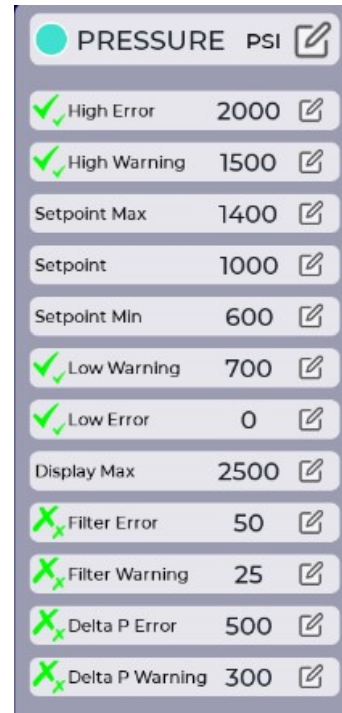 PRESSURE PSI
High Error 2000
High Warning 1500
Setpoint Max 1400
Setpoint 1000
Setpoint Min 600
Low Warning 700
Low Error 0
Display Max 2500
Filter Error 50
Filter Warning 25
Delta P Error 500
Delta P Warning 300